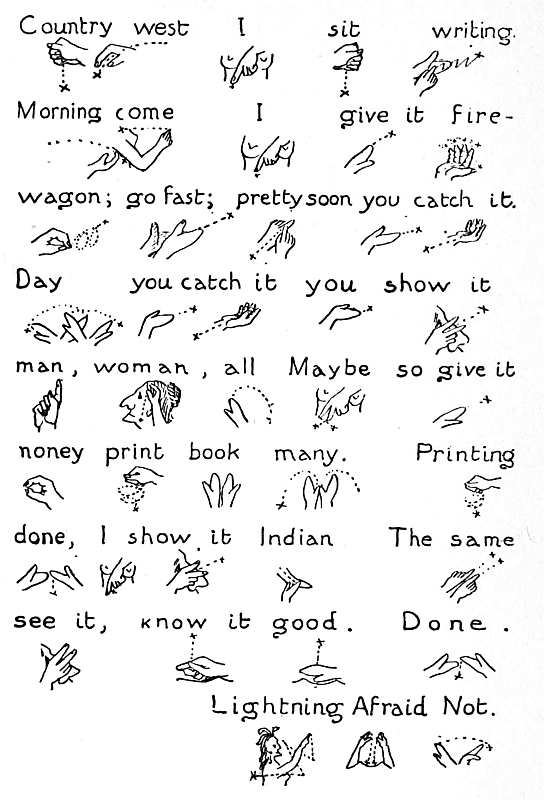 Country west I sit writing.
Morning come I give it fire-
wagon; go fast; pretty soon you catch it.
Day you catch it you show it
man, woman, all Maybe so give it
noney print book many. Printing
done, I show it Indian The same
see it, know it good. Done.
Lightning Afraid Not.